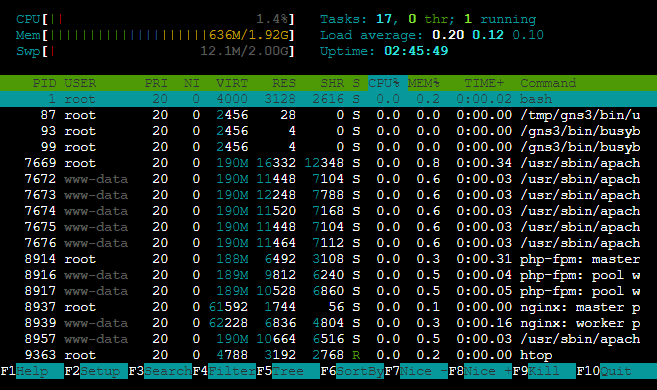 CPU[|| 1.4%] Tasks: 17, 0 thr; 1 running
Mem[||||||||||||||||||||636M/1.92G] Load average: 0.20 0.12 0.10
Swp[| 12.1M/2.00G] Uptime: 02:45:49
PID USER PRI NI VIRT RES SHR S CPU% MEM% TIME+ Command
1 root 20 0 4000 3128 2616 S 0.0 0.2 0:00.02 bash
87 root 20 0 2456 28 0 S 0.0 0.0 0:00.00 /tmp/gns3/bin/u
93 root 20 0 2456 4 0 S 0.0 0.0 0:00.00 /gns3/bin/busyb
99 root 20 0 2456 4 0 S 0.0 0.0 0:00.00 /gns3/bin/busyb
7669 root 20 0 190M 16332 12348 S 0.0 0.8 0:00.34 /usr/sbin/apach
7672 www-data 20 0 190M 11448 7104 S 0.0 0.6 0:00.03 /usr/sbin/apach
7673 www-data 20 0 190M 12248 7788 S 0.0 0.6 0:00.03 /usr/sbin/apach
7674 www-data 20 0 190M 11520 7168 S 0.0 0.6 0:00.03 /usr/sbin/apach
7675 www-data 20 0 190M 11448 7104 S 0.0 0.6 0:00.03 /usr/sbin/apach
7676 www-data 20 0 190M 11464 7112 S 0.0 0.6 0:00.03 /usr/sbin/apach
8914 root 20 0 188M 6492 3108 S 0.0 0.3 0:00.31 php-fpm: master
8916 www-data 20 0 189M 9812 6240 S 0.0 0.5 0:00.04 php-fpm: pool w
8917 www-data 20 0 189M 10528 6860 S 0.0 0.5 0:00.05 php-fpm: pool w
8937 root 20 0 61592 1744 56 S 0.0 0.1 0:00.00 nginx: master p
8939 www-data 20 0 62228 6836 4804 S 0.0 0.3 0:00.16 nginx: worker p
8957 www-data 20 0 190M 10664 6516 S 0.0 0.5 0:00.03 /usr/sbin/apach
9363 root 20 0 4788 3192 2768 R 0.0 0.2 0:00.00 htop
F1Help F2Setup F3SearchF4FilterF5Tree F6SortByF7Nice -F8Nice +F9Kill F10Quit